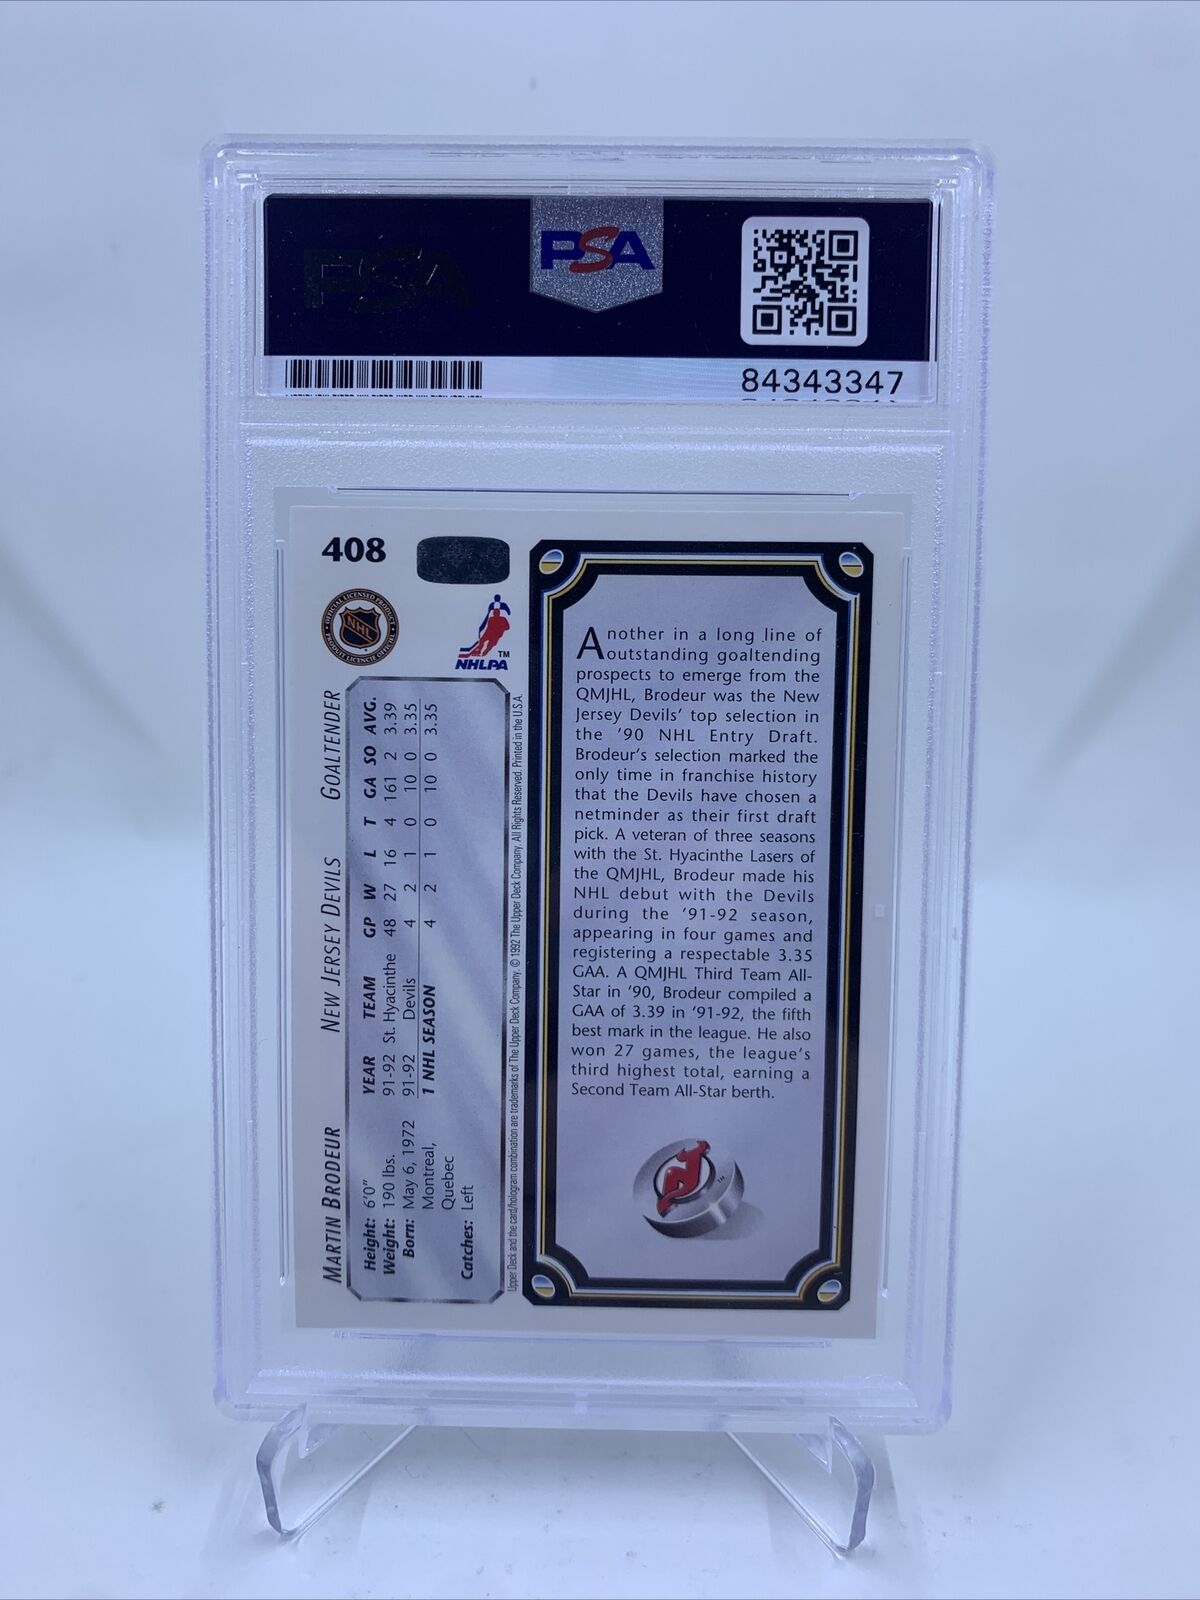 PSA
PSA
84343347
408
OFFICIAL LICENSED PRODUCT
NHL
PRODUIT LICENCIÉ OFFICIEL
NHLPA TM
MARTIN BRODEUR NEW JERSEY DEVILS GOALTENDER
Height: 6'0"
Weight: 190 lbs.
Born: May 6, 1972
Montreal,
Quebec
Catches: Left
YEAR TEAM GP W L T GA SO AVG.
91-92 St. Hyacinthe 48 27 16 4 161 2 3.39
91-92 Devils 4 2 1 0 10 0 3.35
1 NHL SEASON 4 2 1 0 10 0 3.35
Upper Deck and the card/hologram combination are trademarks of The Upper Deck Company. © 1992 The Upper Deck Company. All Rights Reserved. Printed in the U.S.A.
Another in a long line of
outstanding goaltending
prospects to emerge from the
QMJHL, Brodeur was the New
Jersey Devils' top selection in
the '90 NHL Entry Draft.
Brodeur's selection marked the
only time in franchise history
that the Devils have chosen a
netminder as their first draft
pick. A veteran of three seasons
with the St. Hyacinthe Lasers of
the QMJHL, Brodeur made his
NHL debut with the Devils
during the '91-92 season,
appearing in four games and
registering a respectable 3.35
GAA. A QMJHL Third Team All-
Star in '90, Brodeur compiled a
GAA of 3.39 in '91-92, the fifth
best mark in the league. He also
won 27 games, the league's
third highest total, earning a
Second Team All-Star berth.
TM